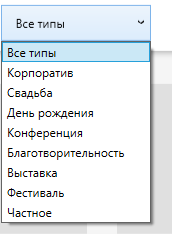 Все типы
Все типы
Корпоратив
Свадьба
День рождения
Конференция
Благотворительность
Выставка
Фестиваль
Частное